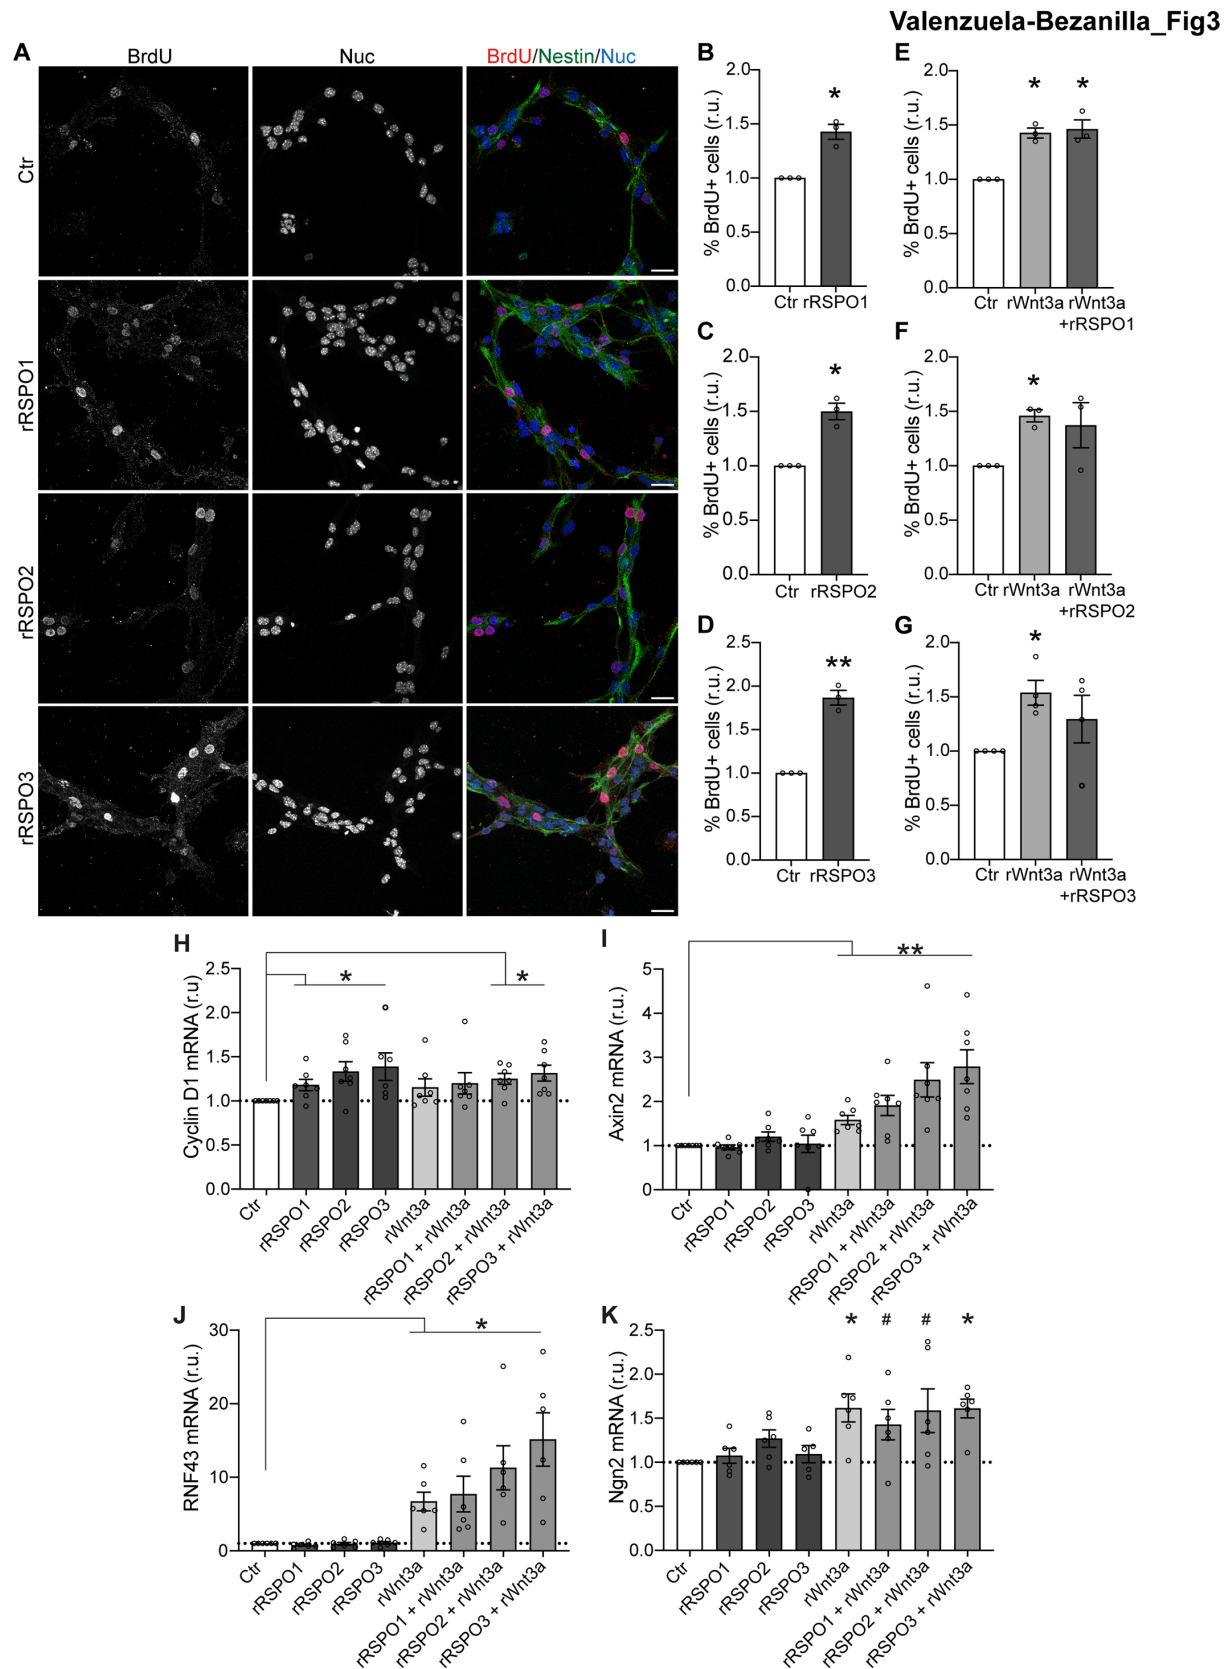 Valenzuela-Bezanilla_Fig3
A
BrdU
Nuc
BrdU/Nestin/Nuc
Ctr
rRSPO1
rRSPO2
rRSPO3
B
% BrdU+ cells (r.u.)
2.0
1.5
1.0
0.5
0.0
*
Ctr rRSPO1
E
% BrdU+ cells (r.u.)
2.0
1.5
1.0
0.5
0.0
* *
Ctr rWnt3a rWnt3a
+rRSPO1
C
% BrdU+ cells (r.u.)
2.0
1.5
1.0
0.5
0.0
*
Ctr rRSPO2
F
% BrdU+ cells (r.u.)
2.0
1.5
1.0
0.5
0.0
*
Ctr rWnt3a rWnt3a
+rRSPO2
D
% BrdU+ cells (r.u.)
2.5
2.0
1.5
1.0
0.5
0.0
**
Ctr rRSPO3
G
% BrdU+ cells (r.u.)
2.0
1.5
1.0
0.5
0.0
*
Ctr rWnt3a rWnt3a
+rRSPO3
H
Cyclin D1 mRNA (r.u)
2.5
2.0
1.5
1.0
0.5
0.0
* *
Ctr
rRSPO1
rRSPO2
rRSPO3
rWnt3a
rRSPO1 + rWnt3a
rRSPO2 + rWnt3a
rRSPO3 + rWnt3a
I
Axin2 mRNA (r.u.)
5
4
3
2
1
0
**
Ctr
rRSPO1
rRSPO2
rRSPO3
rWnt3a
rRSPO1 + rWnt3a
rRSPO2 + rWnt3a
rRSPO3 + rWnt3a
J
RNF43 mRNA (r.u.)
30
20
10
0
*
Ctr
rRSPO1
rRSPO2
rRSPO3
rWnt3a
rRSPO1 + rWnt3a
rRSPO2 + rWnt3a
rRSPO3 + rWnt3a
K
Ngn2 mRNA (r.u.)
2.5
2.0
1.5
1.0
0.5
0.0
* # # *
Ctr
rRSPO1
rRSPO2
rRSPO3
rWnt3a
rRSPO1 + rWnt3a
rRSPO2 + rWnt3a
rRSPO3 + rWnt3a